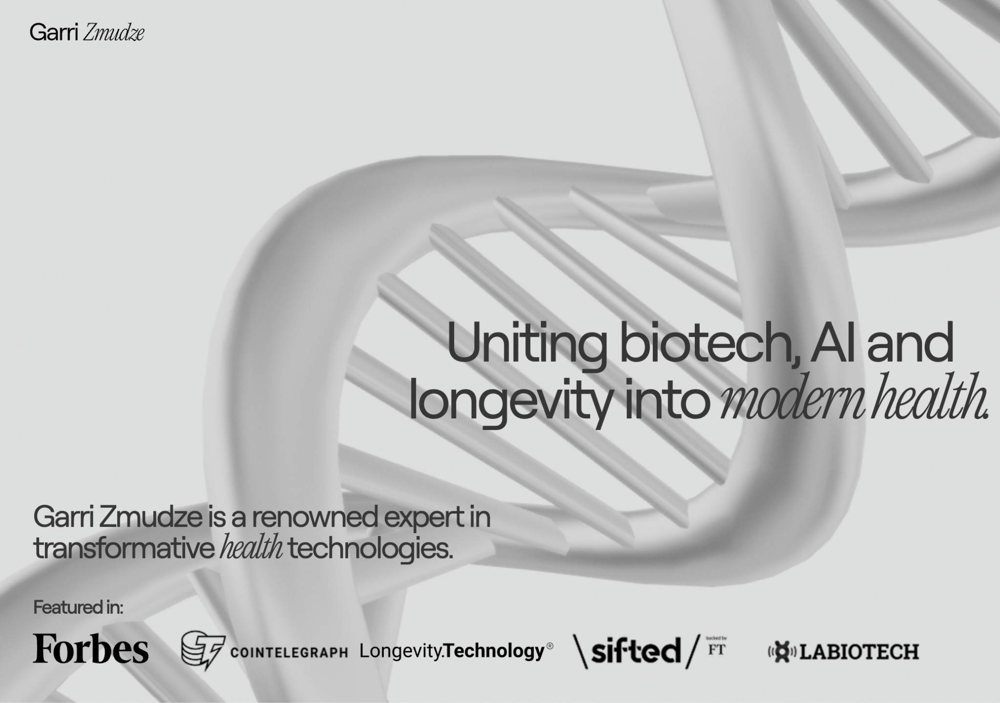 Garri Zmudze
Uniting biotech, AI and
longevity into modern health.
Garri Zmudze is a renowned expert in
transformative health technologies.
Featured in:
Forbes
COINTELEGRAPH
Longevity.Technology®
\sifted/ backed by FT
LABIOTECH